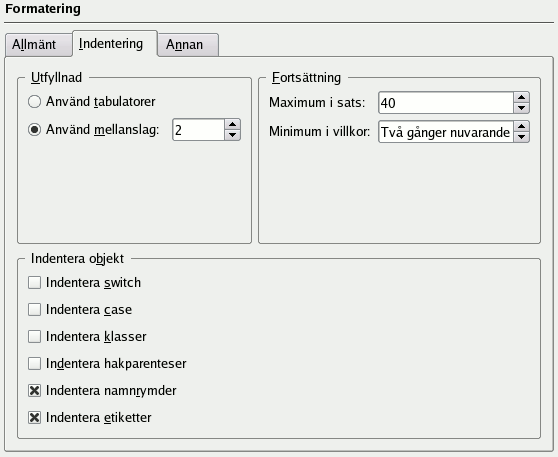 Formatering
Allmänt Indentering Annan
Utfyllnad
Använd tabulatorer
Använd mellanslag: 2
Fortsättning
Maximum i sats: 40
Minimum i villkor: Två gånger nuvarande
Indentera objekt
Indentera switch
Indentera case
Indentera klasser
Indentera hakparenteser
Indentera namnrymder
Indentera etiketter